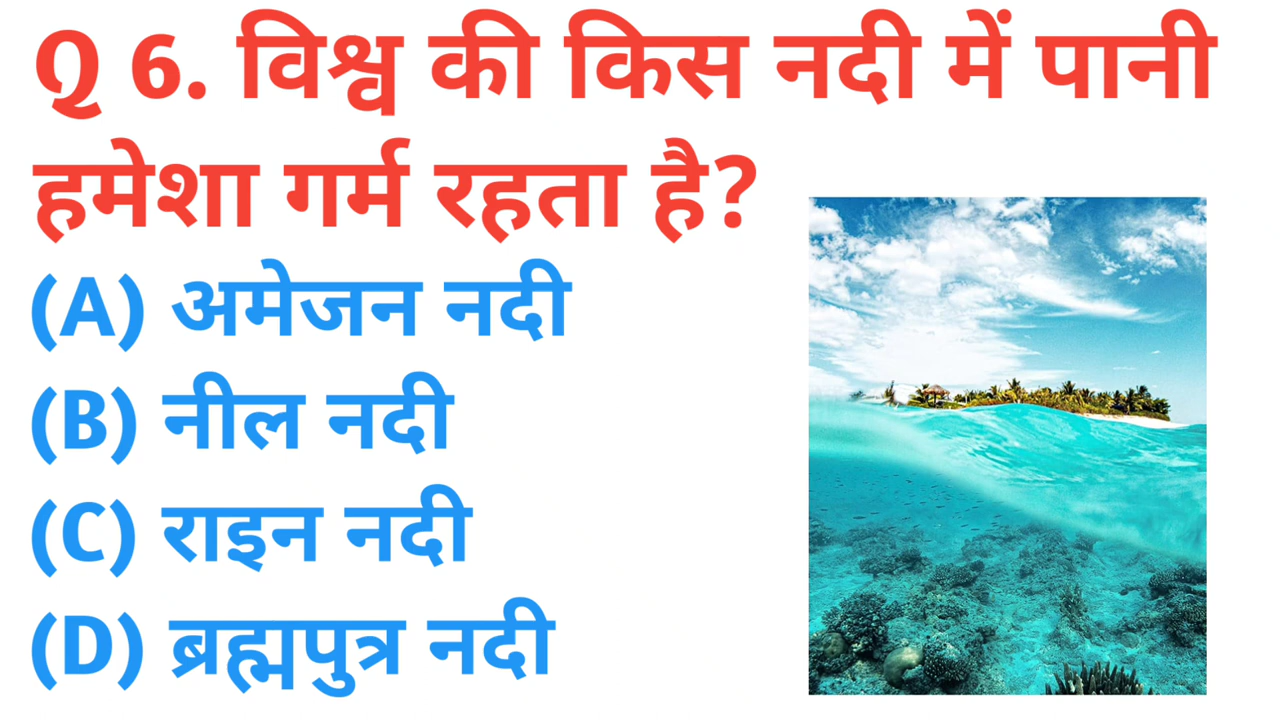 Q 6. विश्व की किस नदी में पानी
हमेशा गर्म रहता है?
(A) अमेजन नदी
(B) नील नदी
(C) राइन नदी
(D) ब्रह्मपुत्र नदी